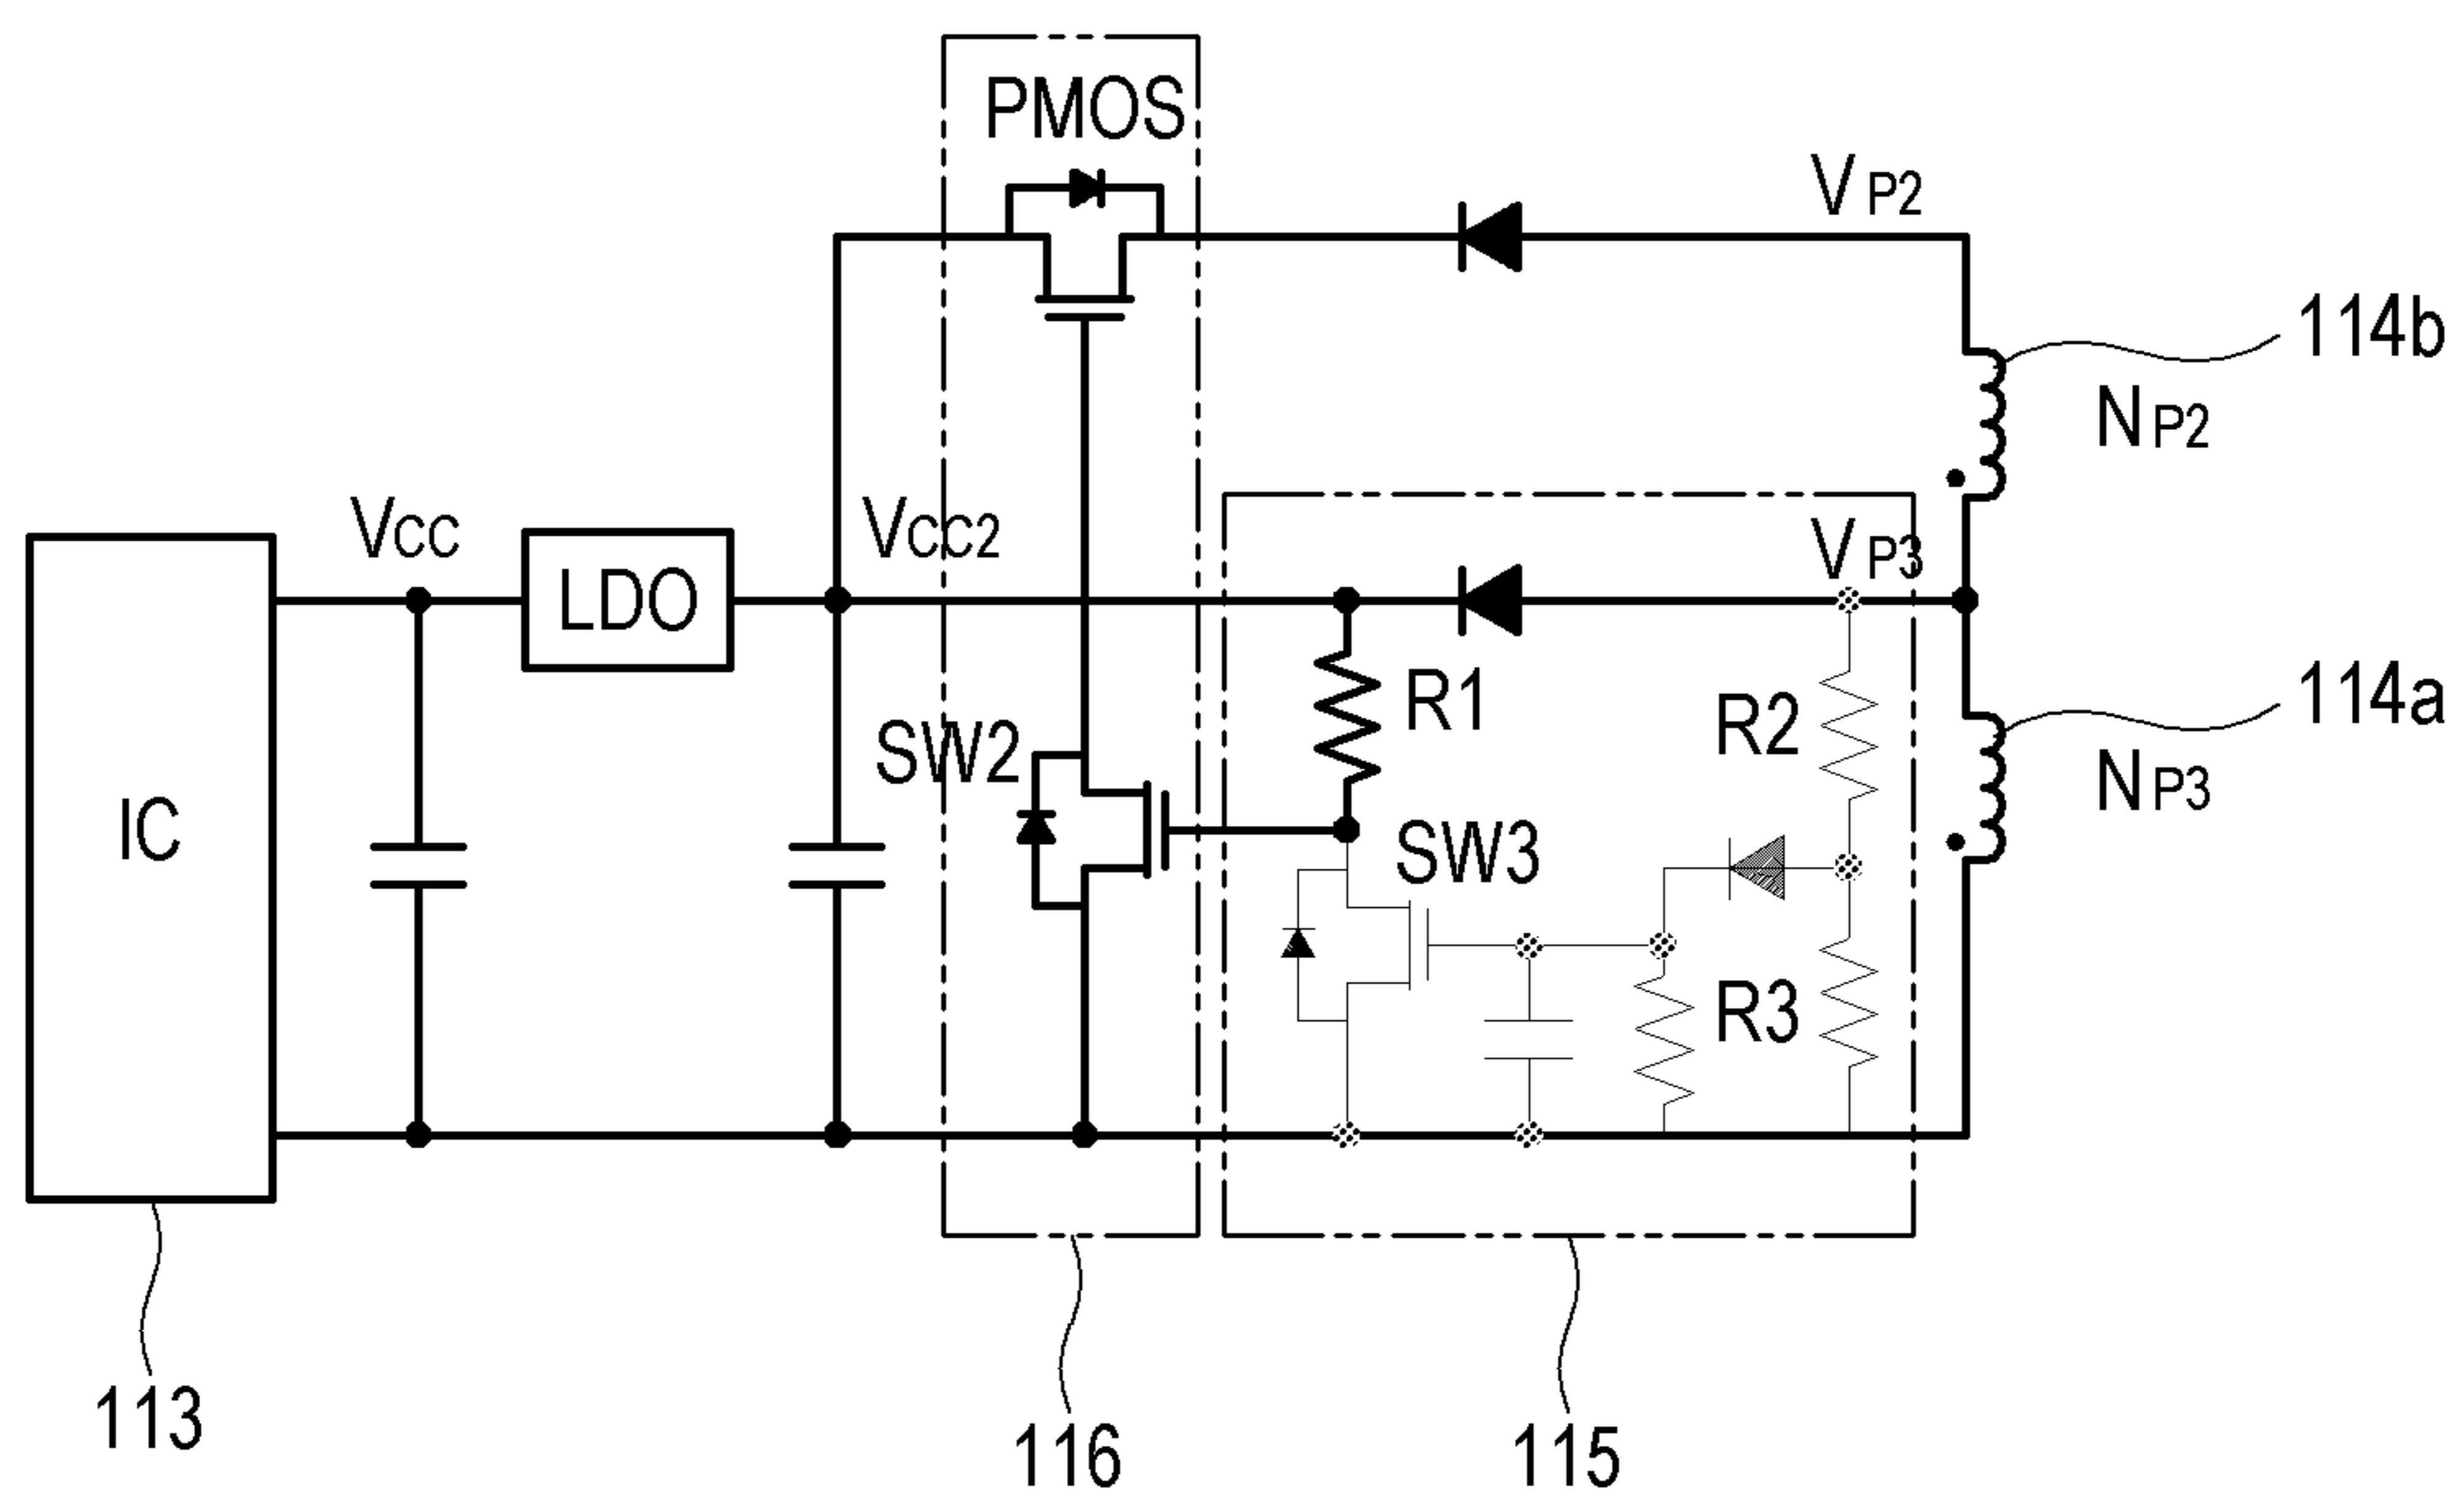 PMOS
VP2
114b
NP2
VCC
LDO
VCC2
VP3
R1
R2
114a
NP3
SW2
IC
SW3
R3
113
116
115